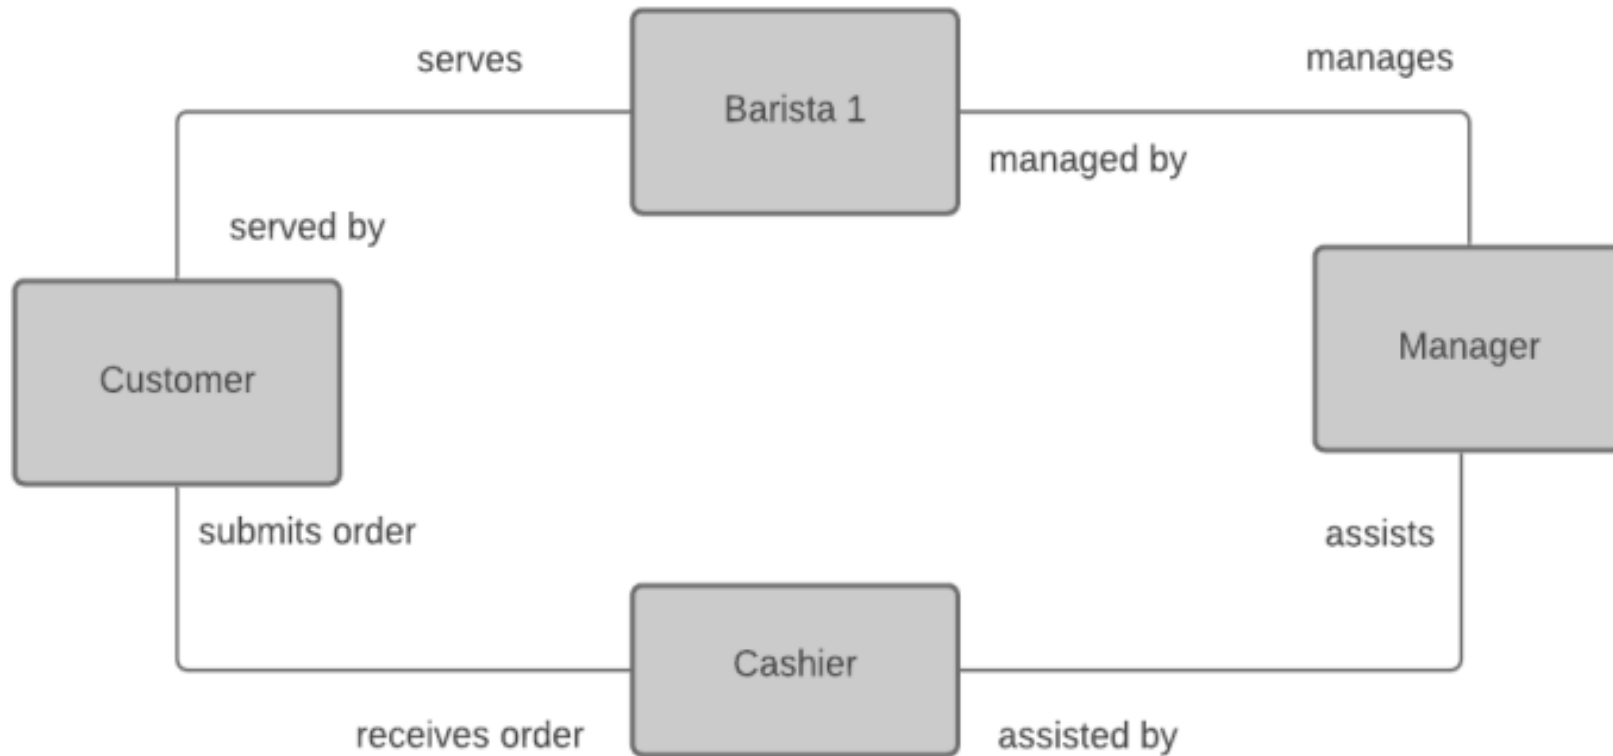 serves
manages
Barista 1
managed by
served by
Manager
Customer
submits order
assists
Cashier
receives order
assisted by